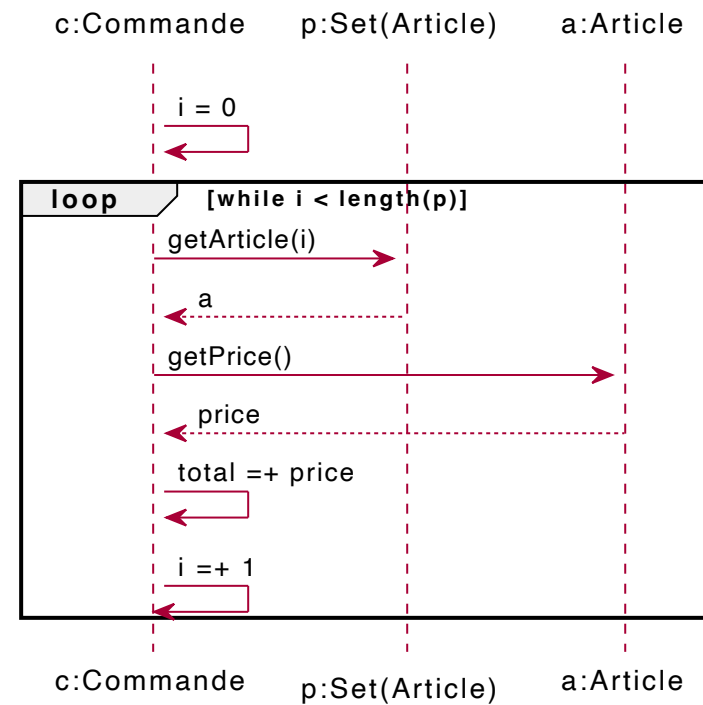 c:Commande p:Set(Article) a:Article
i = 0
loop [while i < length(p)]
getArticle(i)
a
getPrice()
price
total =+ price
i =+ 1
c:Commande p:Set(Article) a:Article